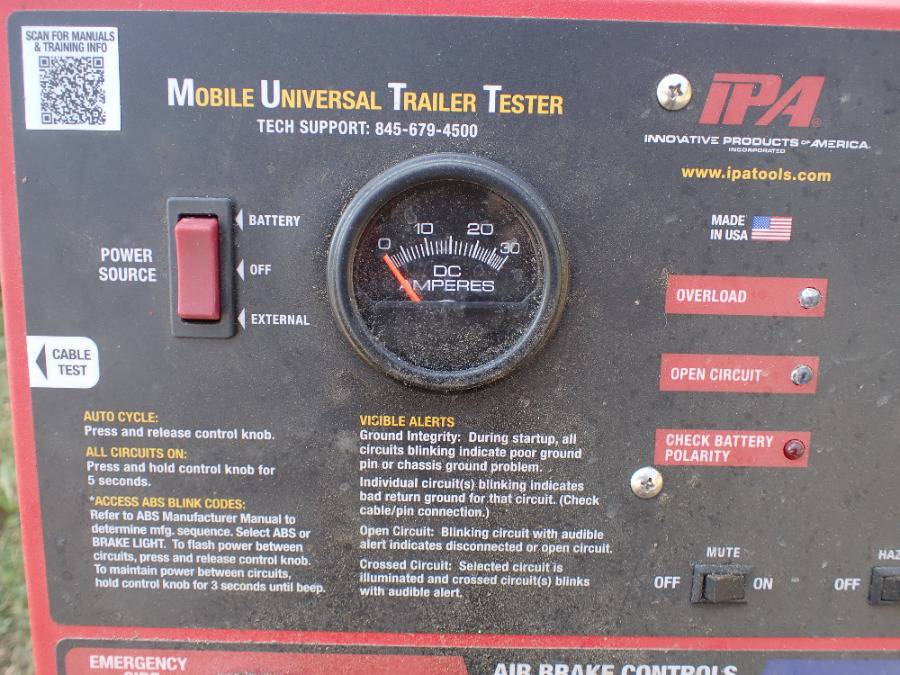 SCAN FOR MANUALS
& TRAINING INFO
MOBILE UNIVERSAL TRAILER TESTER
TECH SUPPORT: 845-679-4500
IPA
INNOVATIVE PRODUCTS OF AMERICA
INCORPORATED
www.ipatools.com
MADE
IN USA
POWER
SOURCE
BATTERY
OFF
EXTERNAL
0 10 20 30
DC
AMPERES
OVERLOAD
OPEN CIRCUIT
CHECK BATTERY
POLARITY
CABLE
TEST
AUTO CYCLE:
Press and release control knob.
ALL CIRCUITS ON:
Press and hold control knob for
5 seconds.
*ACCESS ABS BLINK CODES:
Refer to ABS Manufacturer Manual to
determine mfg. sequence. Select ABS or
BRAKE LIGHT. To flash power between
circuits, press and release control knob.
To maintain power between circuits,
hold control knob for 3 seconds until beep.
VISIBLE ALERTS
Ground Integrity: During startup, all
circuits blinking indicate poor ground
pin or chassis ground problem.
Individual circuit(s) blinking indicates
bad return ground for that circuit. (Check
cable/pin connection.)
Open Circuit: Blinking circuit with audible
alert indicates disconnected or open circuit.
Crossed Circuit: Selected circuit is
illuminated and crossed circuit(s) blinks
with audible alert.
MUTE
OFF ON
HAZ
OFF
EMERGENCY
SIDE
AIR BRAKE CONTROLS